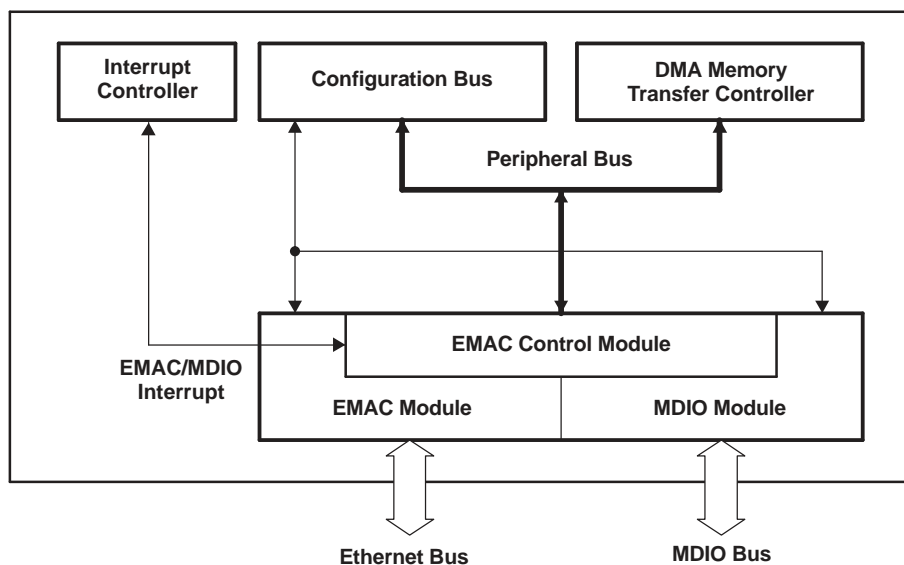 Interrupt
Controller
Configuration Bus
DMA Memory
Transfer Controller
Peripheral Bus
EMAC Control Module
EMAC/MDIO
Interrupt
EMAC Module
MDIO Module
Ethernet Bus
MDIO Bus